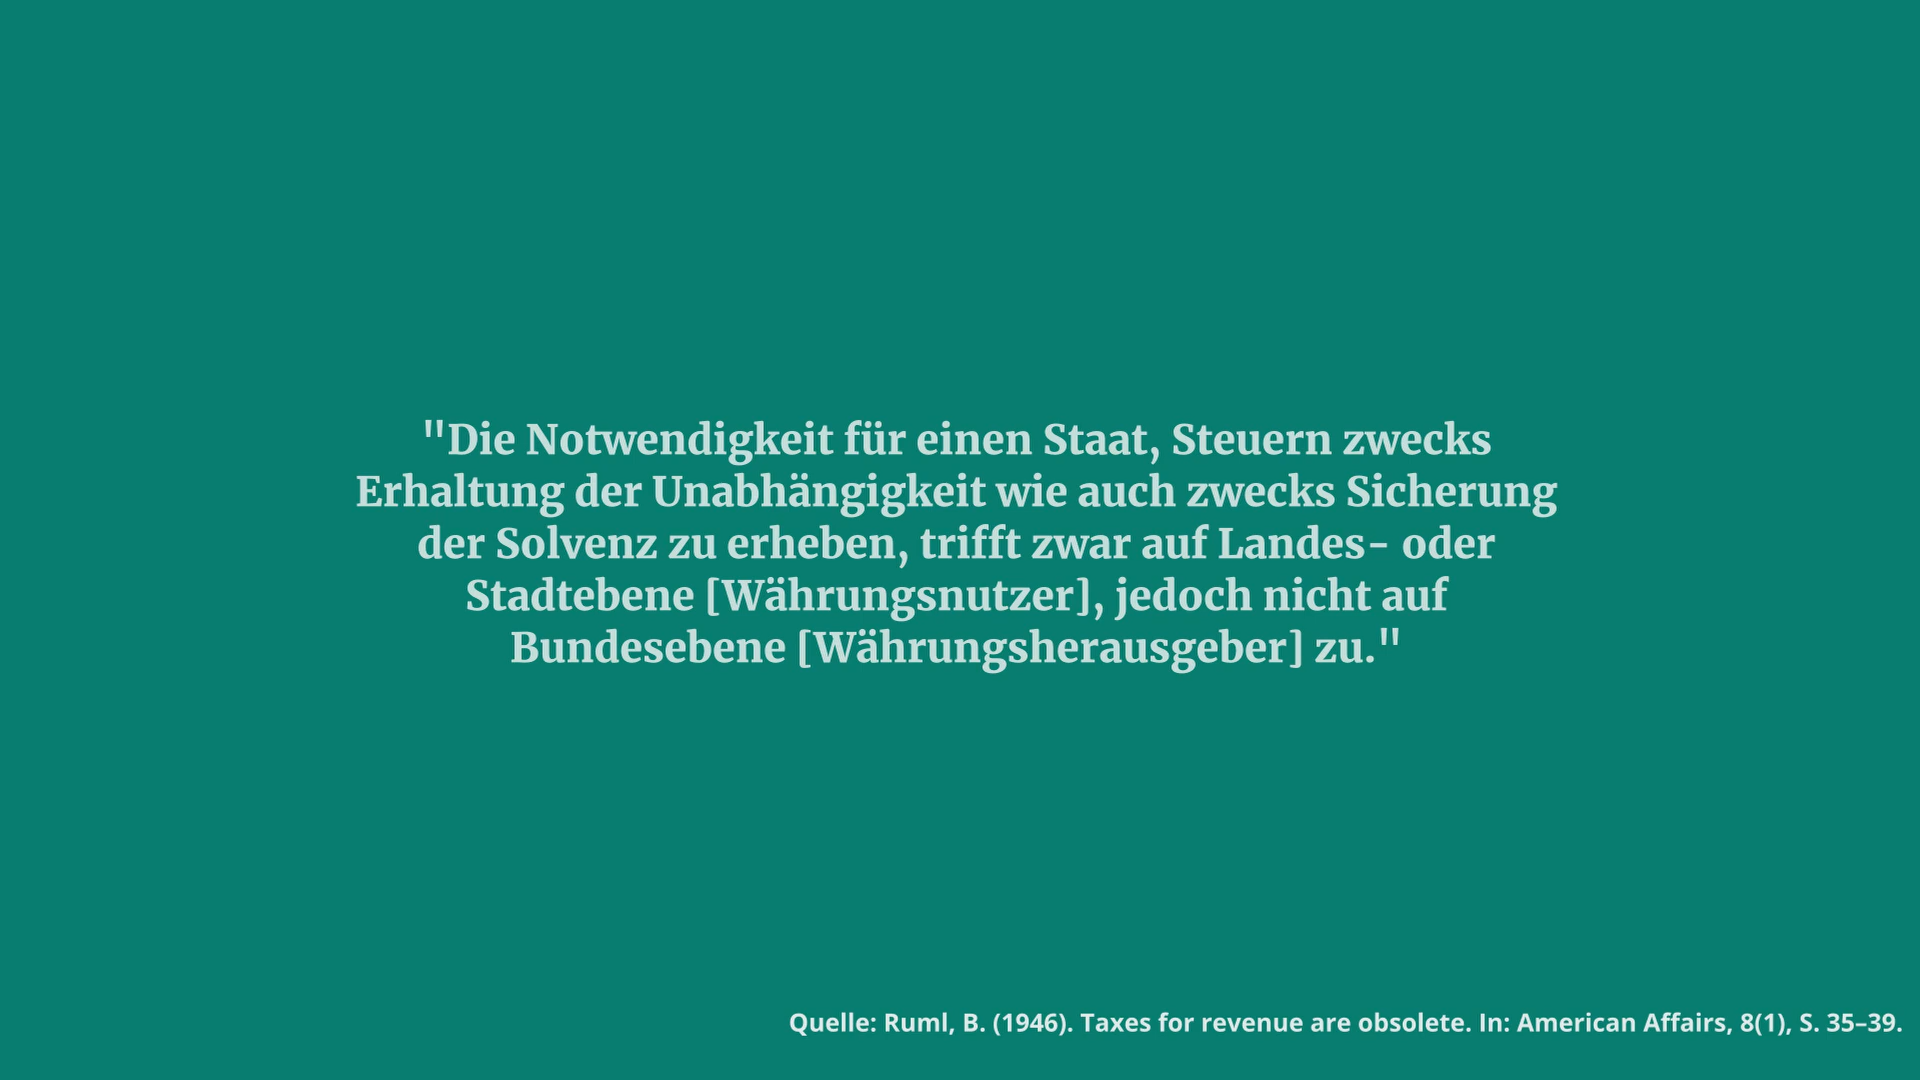 "Die Notwendigkeit für einen Staat, Steuern zwecks
Erhaltung der Unabhängigkeit wie auch zwecks Sicherung
der Solvenz zu erheben, trifft zwar auf Landes- oder
Stadtebene [Währungsnutzer], jedoch nicht auf
Bundesebene [Währungsherausgeber] zu."
Quelle: Ruml, B. (1946). Taxes for revenue are obsolete. In: American Affairs, 8(1), S. 35–39.